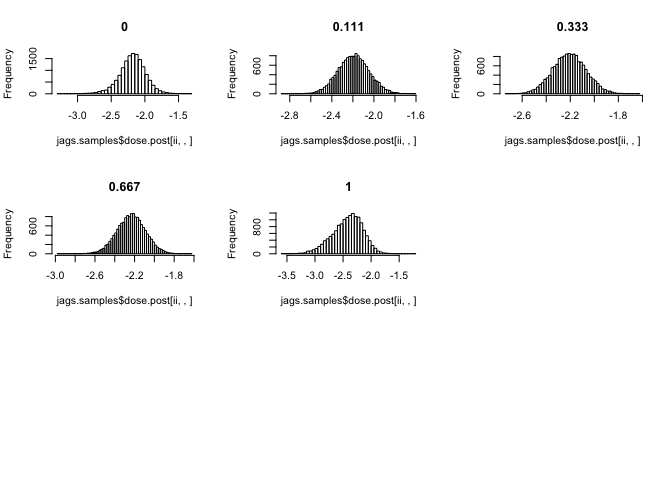 0
Frequency
0 1500
-3.0 -2.5 -2.0 -1.5
jags.samples$dose.post[ii, , ]
0.111
Frequency
0 600
-2.8 -2.4 -2.0 -1.6
jags.samples$dose.post[ii, , ]
0.333
Frequency
0 600
-2.6 -2.2 -1.8
jags.samples$dose.post[ii, , ]
0.667
Frequency
0 600
-3.0 -2.6 -2.2 -1.8
jags.samples$dose.post[ii, , ]
1
Frequency
0 800
-3.5 -3.0 -2.5 -2.0 -1.5
jags.samples$dose.post[ii, , ]